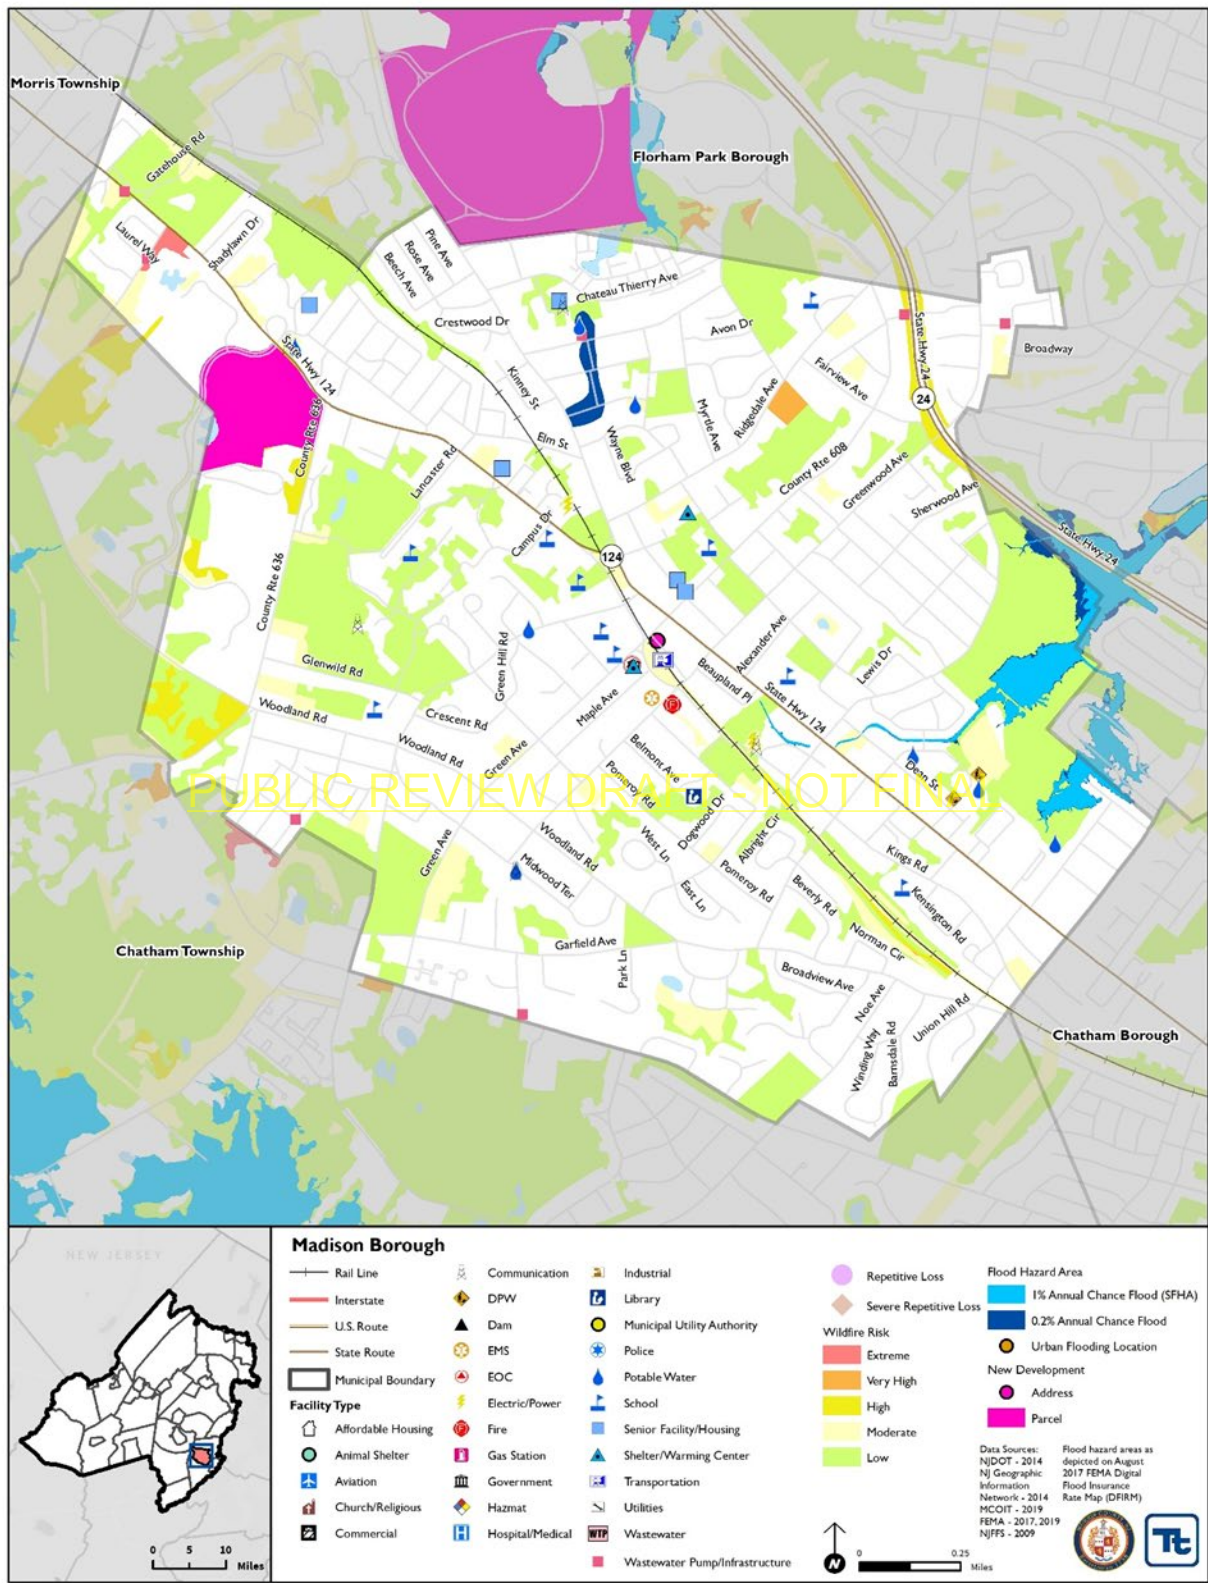 Morris Township
Gatehouse Rd
Florham Park Borough
Laurel Way
Shadylawn Dr
Pine Ave
Rose Ave
Beech Ave
Chateau Thierry Ave
Crestwood Dr
Avon Dr
State Hwy 24
Broadway
State Hwy 124
Kinney St
Fairview Ave
24
Ridgedale Ave
Myrtle Ave
County Rte 636
Elm St
Wayne Blvd
Lancaster Rd
County Rte 608
Greenwood Ave
Sherwood Ave
Campus Dr
State Hwy 24
124
County Rte 636
Green Hill Rd
Alexander Ave
Glenwild Rd
Beaupland Pl
Lewis Dr
State Hwy 124
Maple Ave
Woodland Rd
Crescent Rd
Woodland Rd
Green Ave
Belmont Ave
Pomeroy Rd
Dean St
PUBLIC REVIEW DRAFT - NOT FINAL
Dogwood Dr
Albright Cir
West Ln
Woodland Rd
Green Ave
Midwood Ter
Kings Rd
Pomeroy Rd
East Ln
Beverly Rd
Kensington Rd
Norman Cir
Garfield Ave
Chatham Township
Park Ln
Broadview Ave
Noe Ave
Union Hill Rd
Winding Way
Barnsdale Rd
Chatham Borough
NEW JERSEY
0 5 10
Miles
Madison Borough
Rail Line
Interstate
U.S. Route
State Route
Municipal Boundary
Facility Type
Affordable Housing
Animal Shelter
Aviation
Church/Religious
Commercial
Communication
DPW
Dam
EMS
EOC
Electric/Power
Fire
Gas Station
Government
Hazmat
Hospital/Medical
Industrial
Library
Municipal Utility Authority
Police
Potable Water
School
Senior Facility/Housing
Shelter/Warming Center
Transportation
Utilities
WTP
Wastewater
Wastewater Pump/Infrastructure
Repetitive Loss
Severe Repetitive Loss
Wildfire Risk
Extreme
Very High
High
Moderate
Low
N
0 0.25
Miles
Flood Hazard Area
1% Annual Chance Flood (SFHA)
0.2% Annual Chance Flood
Urban Flooding Location
New Development
Address
Parcel
Data Sources:
NJDOT - 2014
NJ Geographic
Information
Network - 2014
MCOIT - 2019
FEMA - 2017, 2019
NJFFS - 2009
Flood hazard areas as
depicted on August
2017 FEMA Digital
Flood Insurance
Rate Map (DFIRM)
Tt